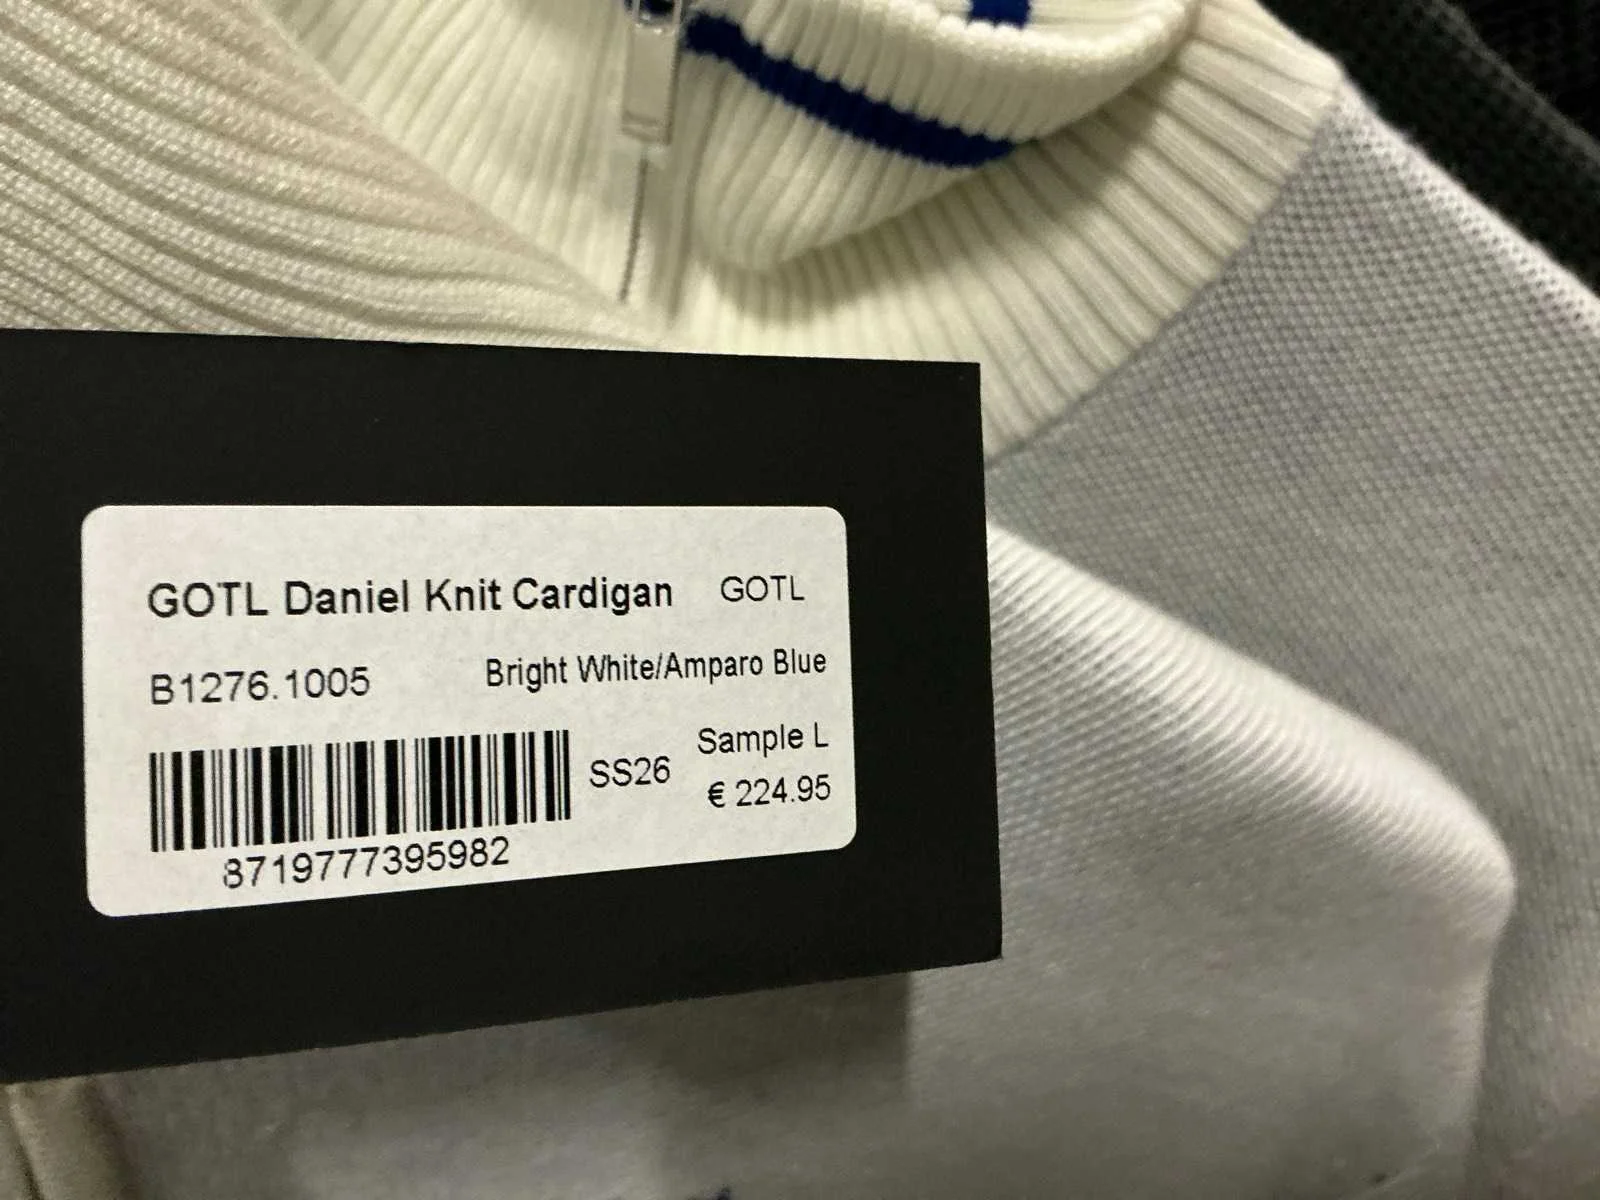 GOTL Daniel Knit Cardigan GOTL
B1276.1005 Bright White/Amparo Blue
SS26 Sample L
€ 224.95
8719777395982